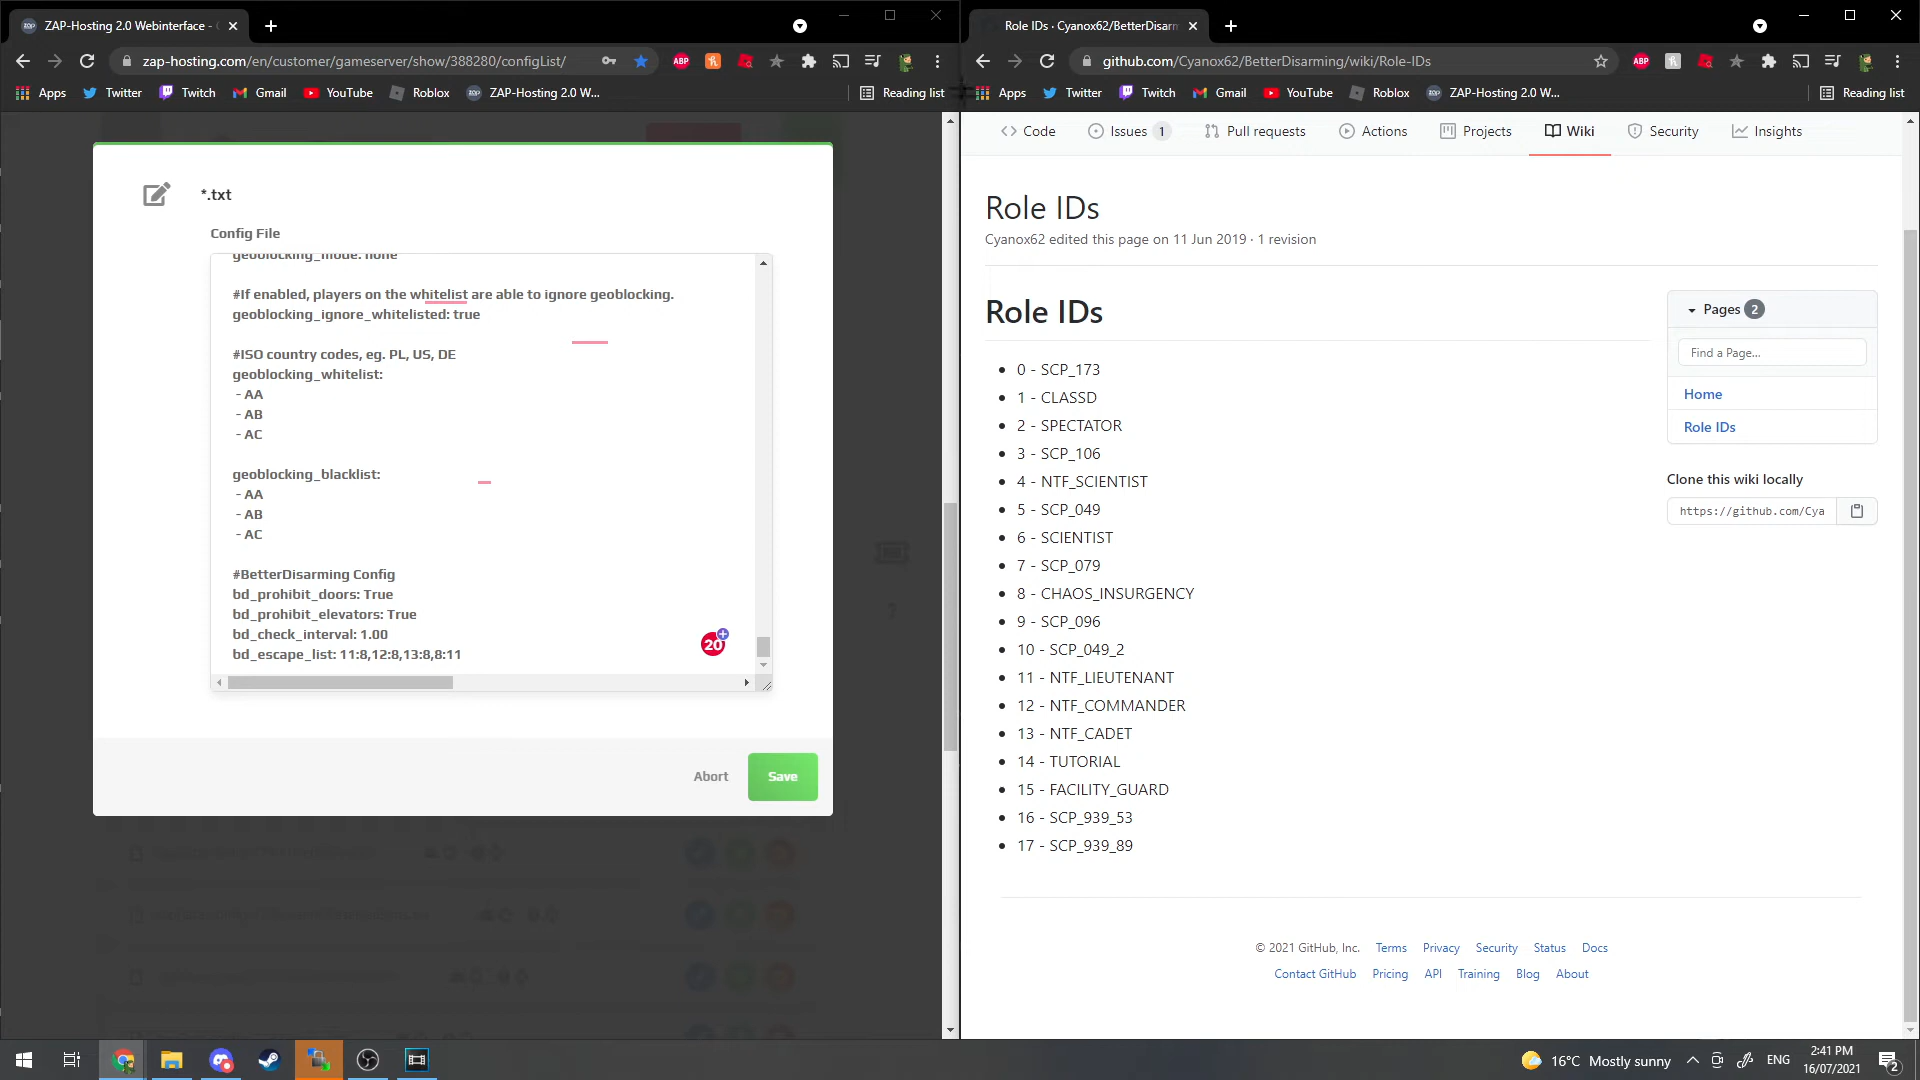 ZAP-Hosting 2.0 Webinterface -
zap-hosting.com/en/customer/gameserver/show/388280/configList/
ABP
Apps
Twitter
Twitch
Gmail
YouTube
Roblox
ZAP-Hosting 2.0 W...
Reading list
*.txt
Config File
geoblocking_mode: none
#If enabled, players on the whitelist are able to ignore geoblocking.
geoblocking_ignore_whitelisted: true
#ISO country codes, eg. PL, US, DE
geoblocking_whitelist:
- AA
- AB
- AC
geoblocking_blacklist:
- AA
- AB
- AC
#BetterDisarming Config
bd_prohibit_doors: True
bd_prohibit_elevators: True
bd_check_interval: 1.00
bd_escape_list: 11:8,12:8,13:8,8:11
20
Abort
Save
Role IDs · Cyanox62/BetterDisarm
github.com/Cyanox62/BetterDisarming/wiki/Role-IDs
ABP
Apps
Twitter
Twitch
Gmail
YouTube
Roblox
ZAP-Hosting 2.0 W...
Reading list
Code
Issues 1
Pull requests
Actions
Projects
Wiki
Security
Insights
Role IDs
Cyanox62 edited this page on 11 Jun 2019 · 1 revision
Role IDs
0 - SCP_173
1 - CLASSD
2 - SPECTATOR
3 - SCP_106
4 - NTF_SCIENTIST
5 - SCP_049
6 - SCIENTIST
7 - SCP_079
8 - CHAOS_INSURGENCY
9 - SCP_096
10 - SCP_049_2
11 - NTF_LIEUTENANT
12 - NTF_COMMANDER
13 - NTF_CADET
14 - TUTORIAL
15 - FACILITY_GUARD
16 - SCP_939_53
17 - SCP_939_89
Pages 2
Find a Page...
Home
Role IDs
Clone this wiki locally
https://github.com/Cya
© 2021 GitHub, Inc. Terms Privacy Security Status Docs
Contact GitHub Pricing API Training Blog About
16°C Mostly sunny
ENG
2:41 PM
16/07/2021
2